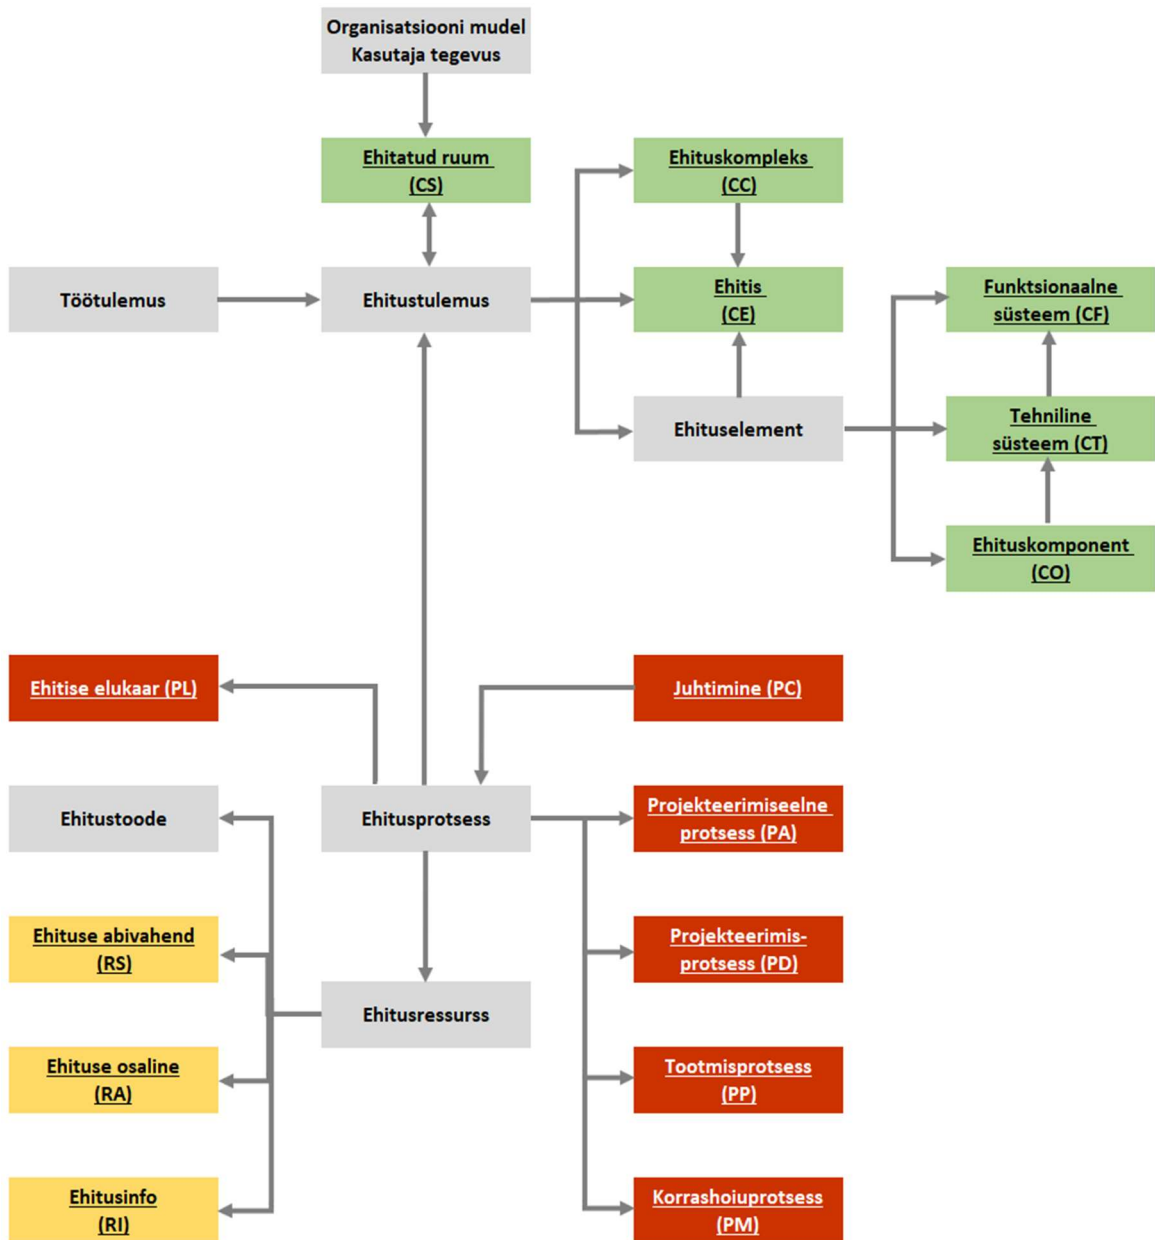 Organisatsiooni mudel
Kasutaja tegevus
Ehitatud ruum
(CS)
Ehituskompleks
(CC)
Töötulemus
Ehitustulemus
Ehitis
(CE)
Funktsionaalne
süsteem (CF)
Ehituselement
Tehniline
süsteem (CT)
Ehituskomponent
(CO)
Ehitise elukaar (PL)
Juhtimine (PC)
Ehitustoode
Ehitusprotsess
Projekteerimiseelne
protsess (PA)
Ehituse abivahend
(RS)
Projekteerimis-
protsess (PD)
Ehitusressurss
Ehituse osaline
(RA)
Tootmisprotsess
(PP)
Ehitusinfo
(RI)
Korrashoiuprotsess
(PM)